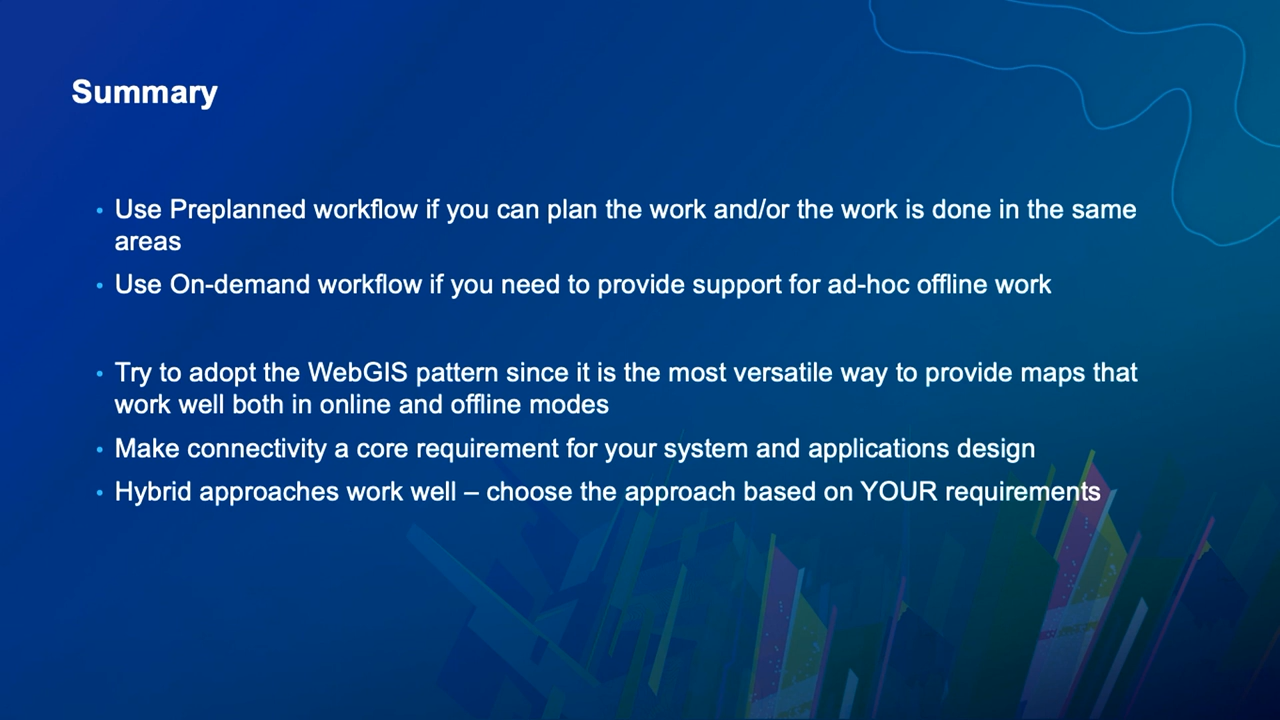 Summary
• Use Preplanned workflow if you can plan the work and/or the work is done in the same
areas
• Use On-demand workflow if you need to provide support for ad-hoc offline work
• Try to adopt the WebGIS pattern since it is the most versatile way to provide maps that
work well both in online and offline modes
• Make connectivity a core requirement for your system and applications design
• Hybrid approaches work well – choose the approach based on YOUR requirements